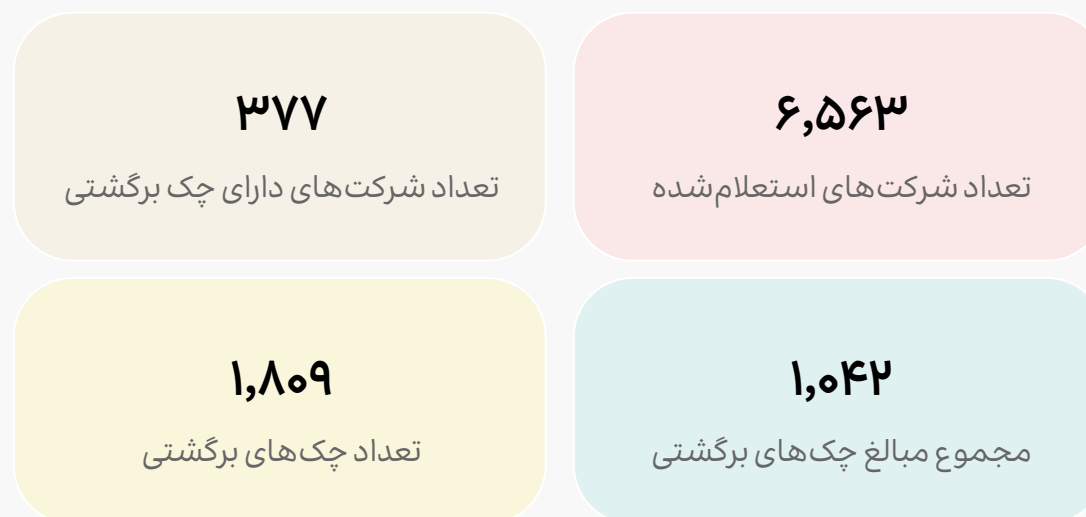 ۶,۵۶۳
تعداد شرکت‌های استعلام‌شده
۳۷۷
تعداد شرکت‌های دارای چک برگشتی
۱,۰۴۲
مجموع مبالغ چک‌های برگشتی
۱,۸۰۹
تعداد چک‌های برگشتی